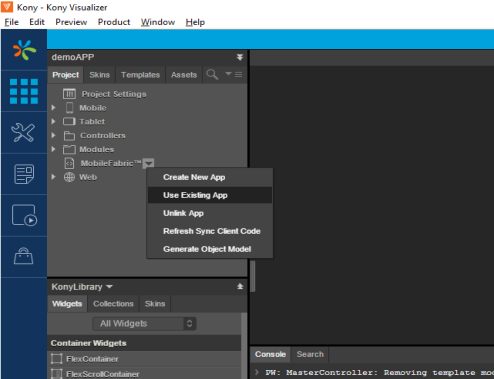 Kony - Kony Visualizer
File Edit Preview Product Window Help
demoAPP
Project Skins Templates Assets
Project Settings
Mobile
Tablet
Controllers
Modules
MobileFabric™
Web
Create New App
Use Existing App
Unlink App
Refresh Sync Client Code
Generate Object Model
KonyLibrary
Widgets Collections Skins
All Widgets
Container Widgets
FlexContainer
FlexScrollContainer
Console Search
> PW: MasterController: Removing template mod